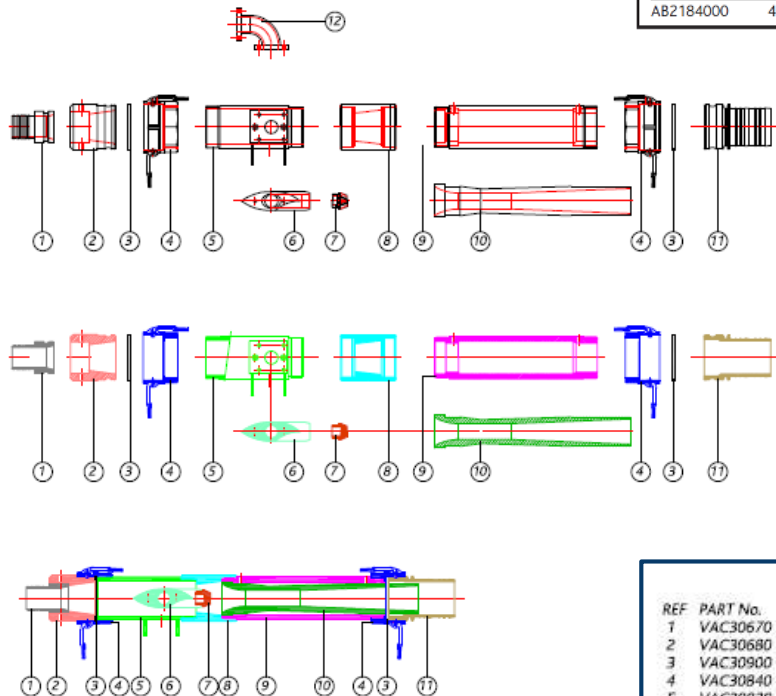 AB2184000 4
12
1 2 3 4 5 6 7 8 9 10 4 3 11
1 2 3 4 5 6 7 8 9 10 4 3 11
REF PART No.
1 VAC30670
2 VAC30680
3 VAC30900
4 VAC30840
1 2 3 4 5 6 7 8 9 10 4 3 11